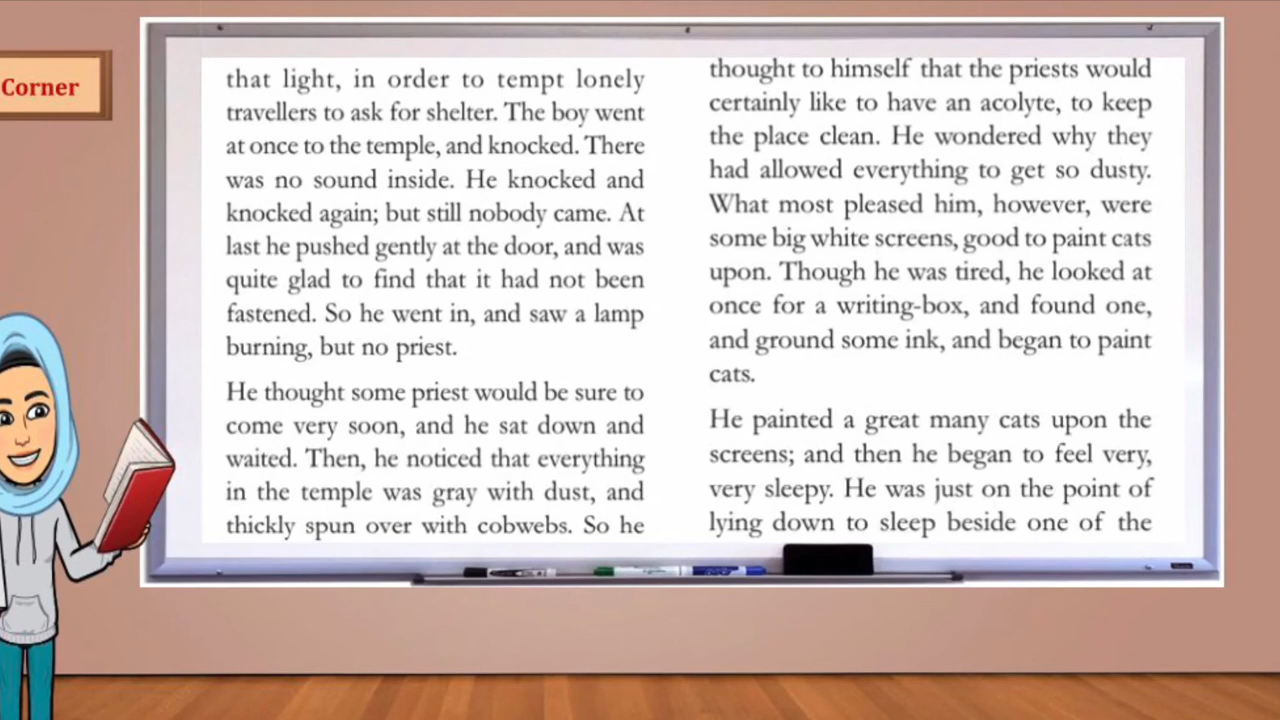 Corner
that light, in order to tempt lonely
travellers to ask for shelter. The boy went
at once to the temple, and knocked. There
was no sound inside. He knocked and
knocked again; but still nobody came. At
last he pushed gently at the door, and was
quite glad to find that it had not been
fastened. So he went in, and saw a lamp
burning, but no priest.
He thought some priest would be sure to
come very soon, and he sat down and
waited. Then, he noticed that everything
in the temple was gray with dust, and
thickly spun over with cobwebs. So he
thought to himself that the priests would
certainly like to have an acolyte, to keep
the place clean. He wondered why they
had allowed everything to get so dusty.
What most pleased him, however, were
some big white screens, good to paint cats
upon. Though he was tired, he looked at
once for a writing-box, and found one,
and ground some ink, and began to paint
cats.
He painted a great many cats upon the
screens; and then he began to feel very,
very sleepy. He was just on the point of
lying down to sleep beside one of the